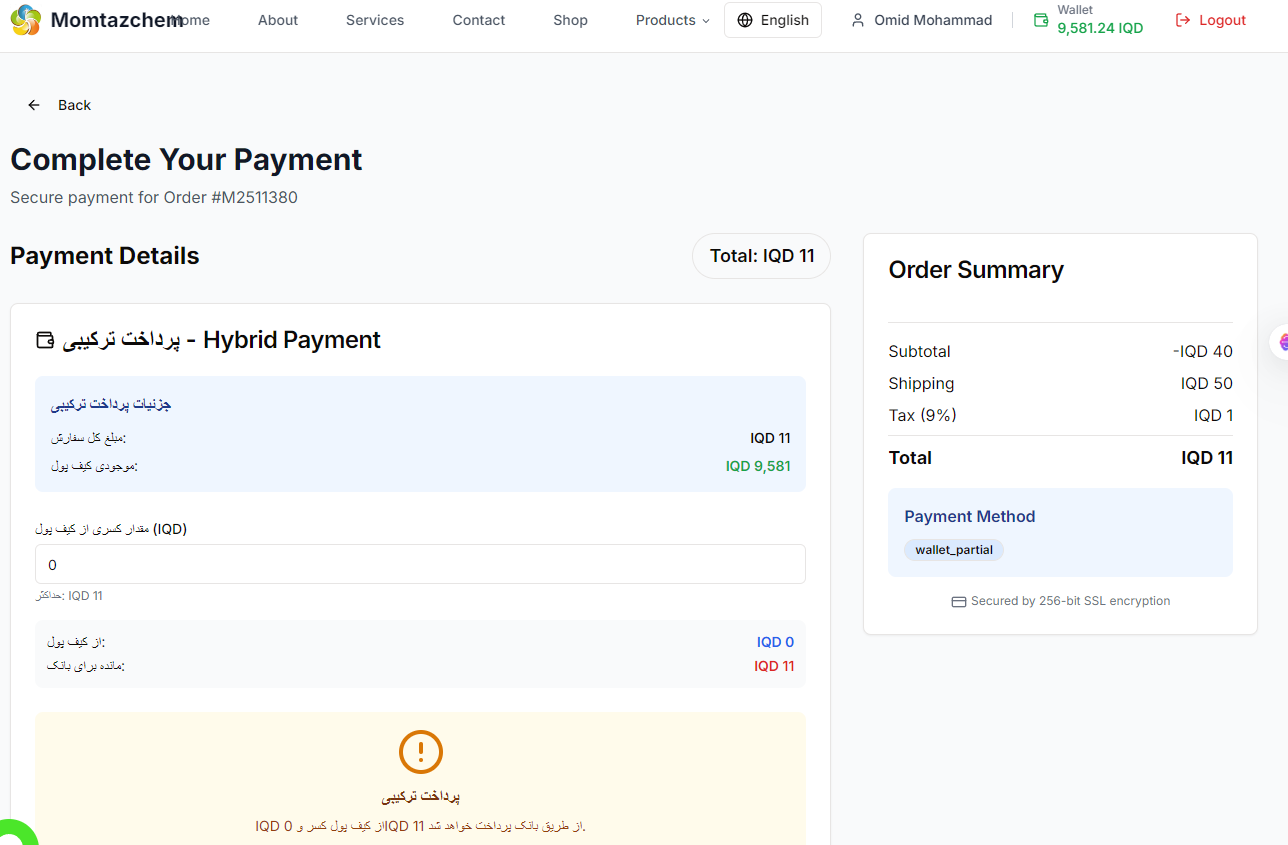 Momtazchem
Home
About
Services
Contact
Shop
Products
English
Omid Mohammad
Wallet
9,581.24 IQD
Logout
Back
Complete Your Payment
Secure payment for Order #M2511380
Payment Details
Total: IQD 11
پرداخت ترکیبی - Hybrid Payment
جزئیات پرداخت ترکیبی
مبلغ کل سفارش: IQD 11
موجودی کیف پول: IQD 9,581
مقدار کسری از کیف پول (IQD)
0
حداکثر: IQD 11
از کیف پول: IQD 0
مانده برای بانک: IQD 11
پرداخت ترکیبی
IQD 0 از کیف پول کسر و IQD 11 از طریق بانک پرداخت خواهد شد.
Order Summary
Subtotal -IQD 40
Shipping IQD 50
Tax (9%) IQD 1
Total IQD 11
Payment Method
wallet_partial
Secured by 256-bit SSL encryption